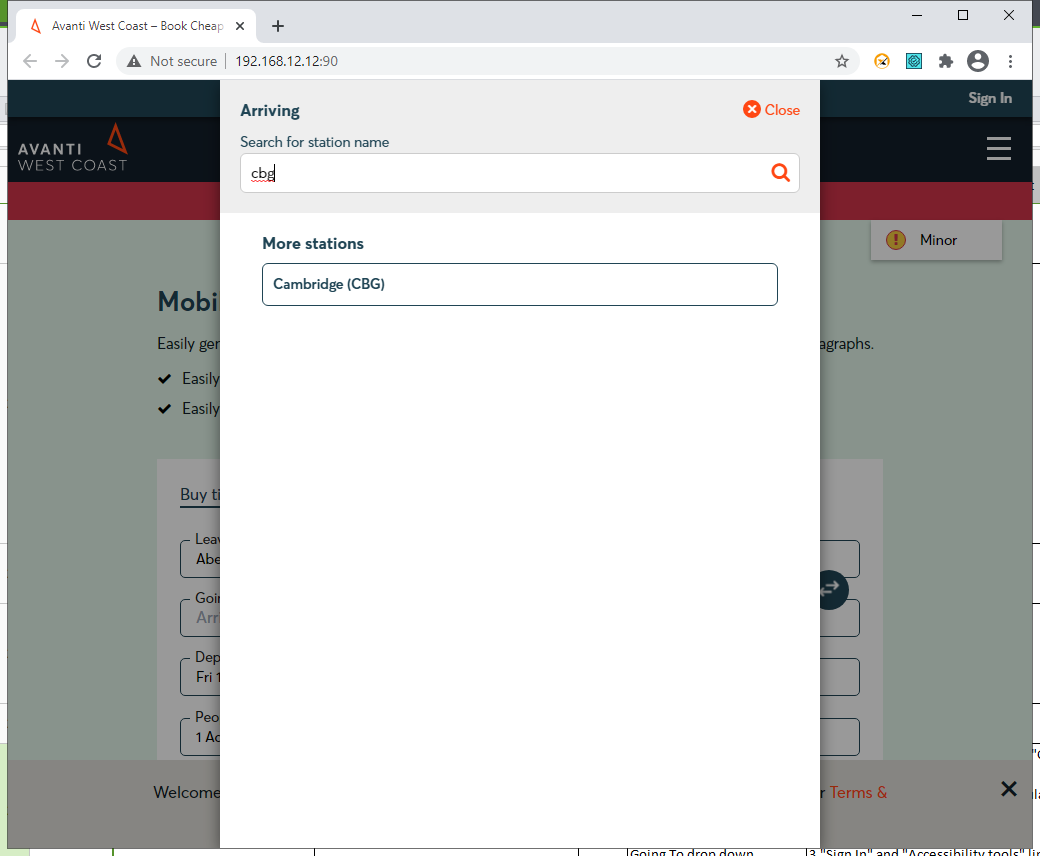 Avanti West Coast – Book Cheap
Not secure
192.168.12.12:90
Sign In
AVANTI
WEST COAST
Arriving
Close
Search for station name
cbg
More stations
Cambridge (CBG)
Minor
Mobi
Easily ger
agraphs.
Easily
Easily
Buy ti
Leav
Abe
Goin
Arr
Dep
Fri 1
Peo
1 Ad
Welcome
r Terms &
Going To drop down
3 "Sign In" and "Accessibility tools" li